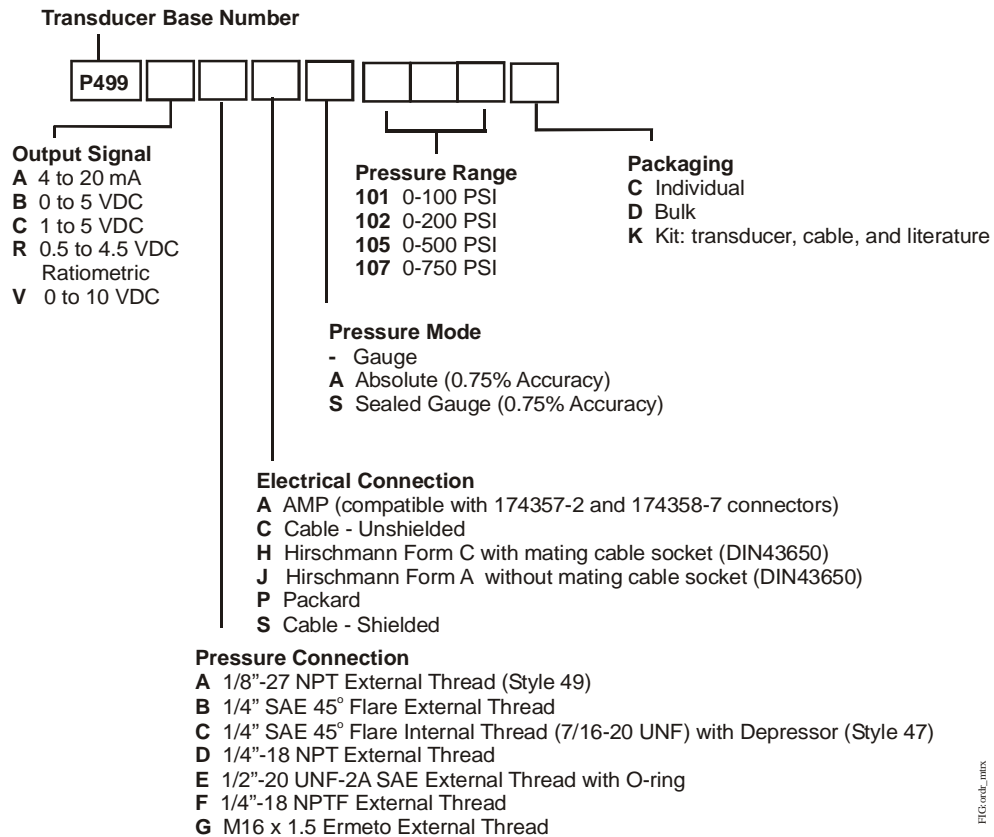 Transducer Base Number
P499
Output Signal
A 4 to 20 mA
B 0 to 5 VDC
C 1 to 5 VDC
R 0.5 to 4.5 VDC
Ratiometric
V 0 to 10 VDC
Pressure Range
101 0-100 PSI
102 0-200 PSI
105 0-500 PSI
107 0-750 PSI
Packaging
C Individual
D Bulk
K Kit: transducer, cable, and literature
Pressure Mode
- Gauge
A Absolute (0.75% Accuracy)
S Sealed Gauge (0.75% Accuracy)
Electrical Connection
A AMP (compatible with 174357-2 and 174358-7 connectors)
C Cable - Unshielded
H Hirschmann Form C with mating cable socket (DIN43650)
J Hirschmann Form A without mating cable socket (DIN43650)
P Packard
S Cable - Shielded
Pressure Connection
A 1/8”-27 NPT External Thread (Style 49)
B 1/4” SAE 45° Flare External Thread
C 1/4” SAE 45° Flare Internal Thread (7/16-20 UNF) with Depressor (Style 47)
D 1/4”-18 NPT External Thread
E 1/2”-20 UNF-2A SAE External Thread with O-ring
F 1/4”-18 NPTF External Thread
G M16 x 1.5 Ermeto External Thread
FIG:ordr_mtrx